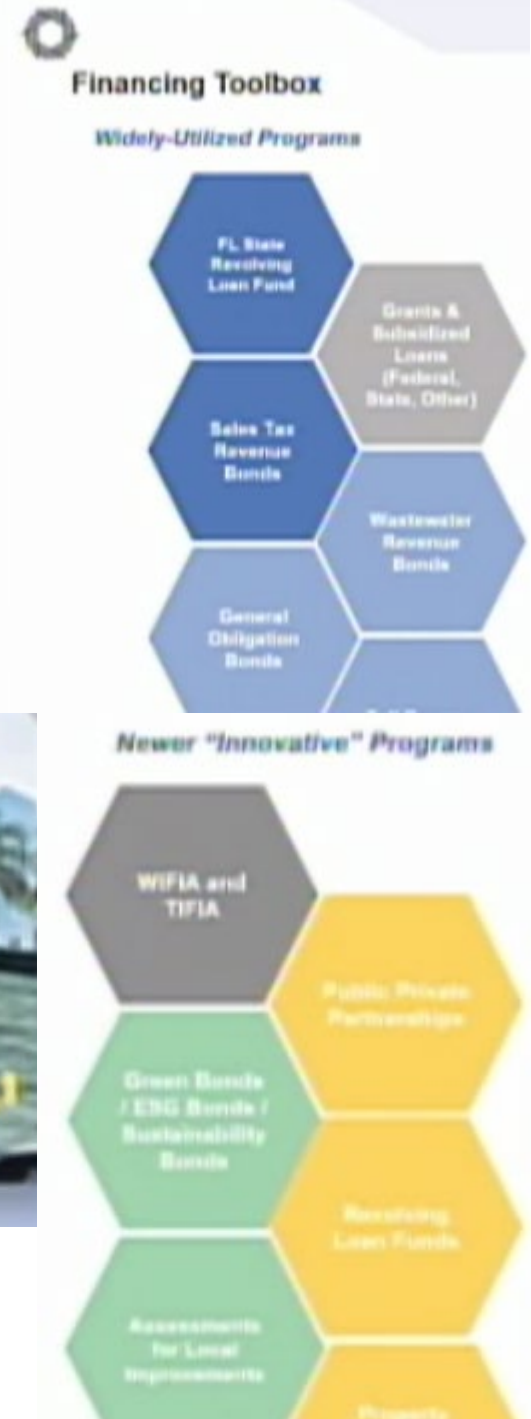 Financing Toolbox
Widely-Utilized Programs
FL State
Revolving
Loan Fund
Grants &
Subsidized
Loans
(Federal,
State, Other)
Sales Tax
Revenue
Bonds
Wastewater
Revenue
Bonds
General
Obligation
Bonds
Newer "Innovative" Programs
WIFIA and
TIFIA
Public Private
Partnerships
Green Bonds
/ ESG Bonds /
Sustainability
Bonds
Revolving
Loan Funds
Assessments
for Local
Improvements
Property